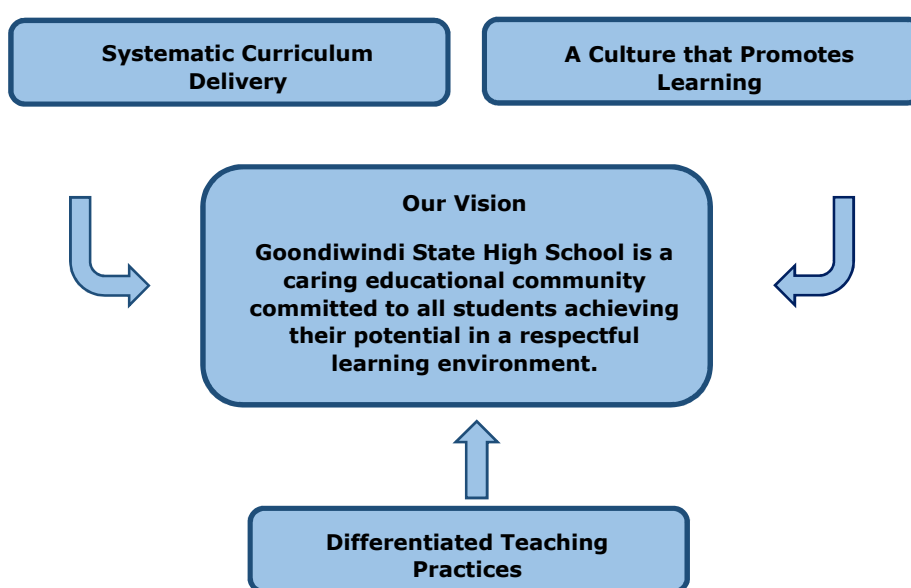 Systematic Curriculum
Delivery
A Culture that Promotes
Learning
Our Vision
Goondiwindi State High School is a
caring educational community
committed to all students achieving
their potential in a respectful
learning environment.
Differentiated Teaching
Practices